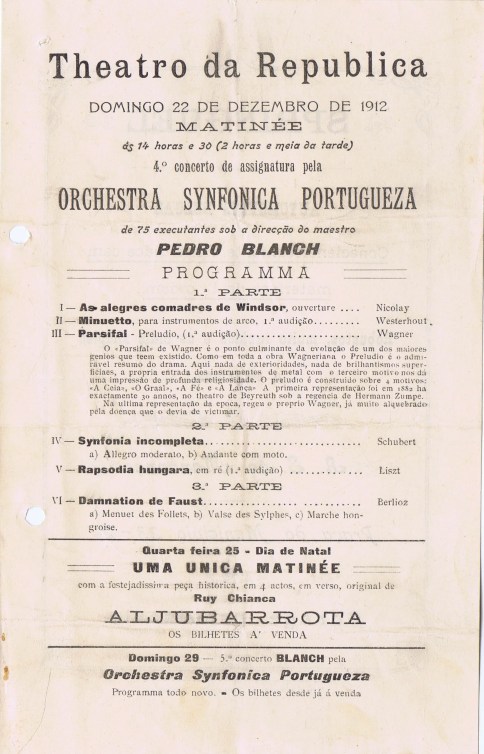 Theatro da Republica
DOMINGO 22 DE DEZEMBRO DE 1912
MATINÉE
ás 14 horas e 30 (2 horas e meia da tarde)
4.º concerto de assignatura pela
ORCHESTRA SYNFONICA PORTUGUEZA
de 75 executantes sob a direcção do maestro
PEDRO BLANCH
PROGRAMMA
1.ª PARTE
I — As alegres comadres de Windsor, ouverture .... Nicolay
II — Minuetto, para instrumentos de arco, 1.ª audição ........ Westerhout.
III — Parsifal - Preludio, (1.ª audição)........................ Wagner
O «Parsifal» de Wagner é o ponto culminante da evolução de um dos maiores
genios que teem existido. Como em toda a obra Wagneriana o Preludio é o admi-
ravel resumo do drama. Aqui nada de exterioridades, nada de brilhantismos super-
ficiaes, a propria entrada dos instrumentos de metal com o terceiro motivo nos dá
uma impressão de profunda religiosidade. O preludio é construido sobre 4 motivos:
«A Ceia», «O Graal», «A Fé» e «A Lança» A primeira representação foi em 1882 ha
exactamente 30 annos, no theatro de Beyreuth sob a regencia de Hermann Zumpe.
Na ultima representação da epoca, regeu o proprio Wagner, já muito alquebrado
pela doença que o devia de victimar.
2.ª PARTE
IV — Synfonia incompleta............................ Schubert
a) Allegro moderato, b) Andante com moto.
V — Rapsodia hungara, em ré (1.ª audição) ............ Liszt
3.ª PARTE
VI — Damnation de Faust............................ Berlioz
a) Menuet des Follets, b) Valse des Sylphes, c) Marche hon-
groise.
Quarta feira 25 - Dia de Natal
UMA UNICA MATINÉE
com a festejadissima peça historica, em 4 actos, em verso, original de
Ruy Chianca
ALJUBARROTA
OS BILHETES A' VENDA
Domingo 29 — 5.º concerto BLANCH pela
Orchestra Synfonica Portugueza
Programma todo novo. - Os bilhetes desde já á venda